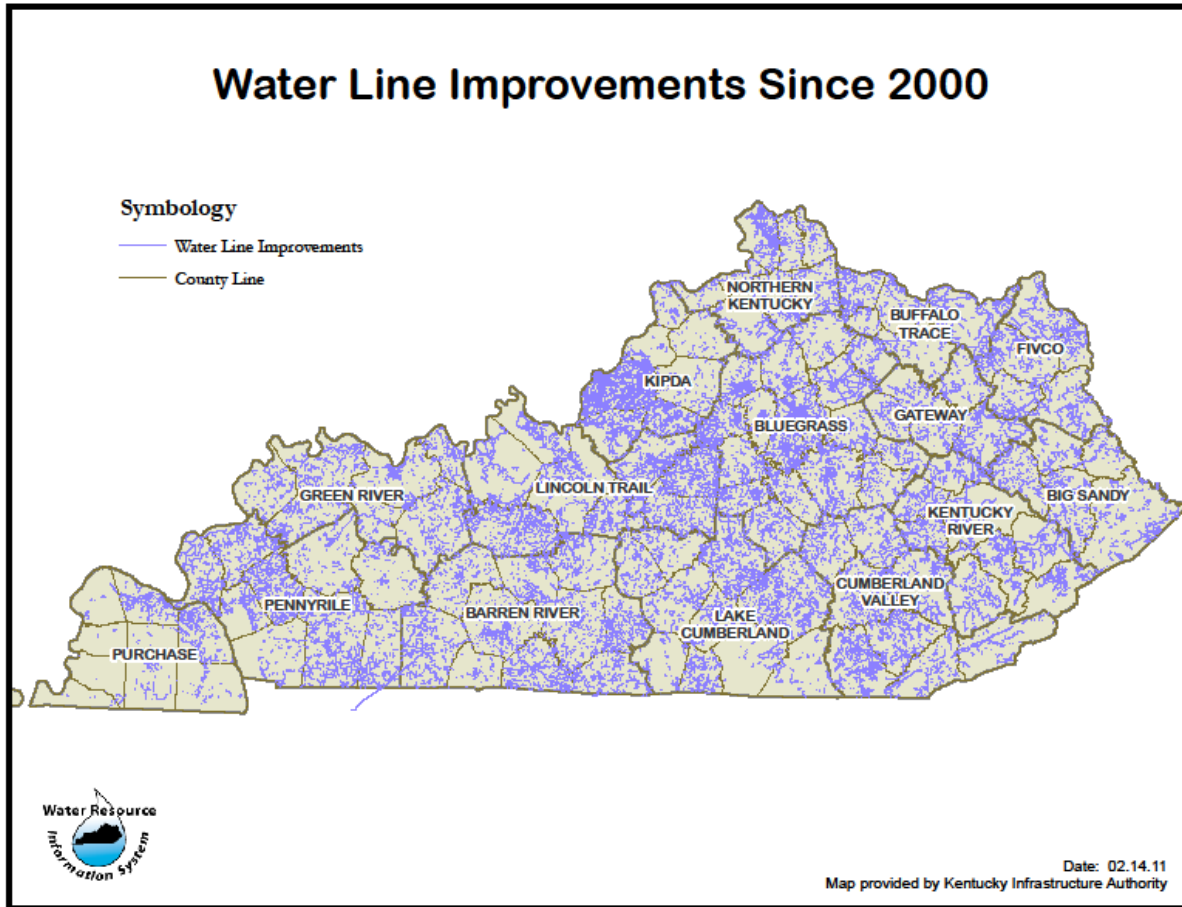 Water Line Improvements Since 2000
Symbology
Water Line Improvements
County Line
NORTHERN
KENTUCKY
BUFFALO
TRACE
FIVCO
KIPDA
GATEWAY
BLUEGRASS
LINCOLN TRAIL
GREEN RIVER
BIG SANDY
KENTUCKY
RIVER
CUMBERLAND
VALLEY
PENNYRILE
BARREN RIVER
LAKE
CUMBERLAND
PURCHASE
Water Resource
Information System
Date: 02.14.11
Map provided by Kentucky Infrastructure Authority